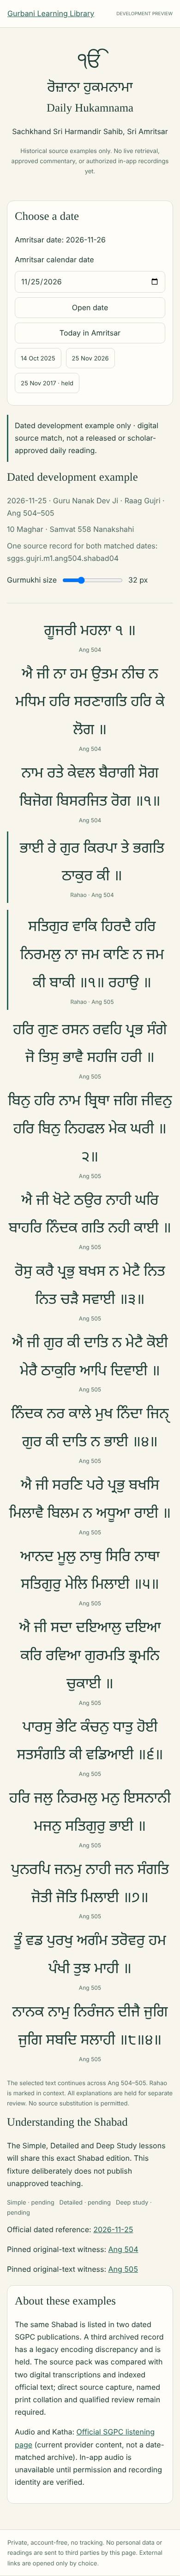 Gurbani Learning Library
DEVELOPMENT PREVIEW
ੴ
ਰੋਜ਼ਾਨਾ ਹੁਕਮਨਾਮਾ
Daily Hukamnama
Sachkhand Sri Harmandir Sahib, Sri Amritsar
Historical source examples only. No live retrieval,
approved commentary, or authorized in-app recordings
yet.
Choose a date
Amritsar date: 2026-11-26
Amritsar calendar date
11/25/2026
Open date
Today in Amritsar
14 Oct 2025
25 Nov 2026
25 Nov 2017 · held
Dated development example only · digital
source match, not a released or scholar-
approved daily reading.
Dated development example
2026-11-25 · Guru Nanak Dev Ji · Raag Gujri ·
Ang 504–505
10 Maghar · Samvat 558 Nanakshahi
One source record for both matched dates:
sggs.gujri.m1.ang504.shabad04
Gurmukhi size
32 px
ਗੂਜਰੀ ਮਹਲਾ ੧ ॥
Ang 504
ਐ ਜੀ ਨਾ ਹਮ ਉਤਮ ਨੀਚ ਨ
ਮਧਿਮ ਹਰਿ ਸਰਣਾਗਤਿ ਹਰਿ ਕੇ
ਲੋਗ ॥
Ang 504
ਨਾਮ ਰਤੇ ਕੇਵਲ ਬੈਰਾਗੀ ਸੋਗ
ਬਿਜੋਗ ਬਿਸਰਜਿਤ ਰੋਗ ॥੧॥
Ang 504
ਭਾਈ ਰੇ ਗੁਰ ਕਿਰਪਾ ਤੇ ਭਗਤਿ
ਠਾਕੁਰ ਕੀ ॥
Rahao · Ang 504
ਸਤਿਗੁਰ ਵਾਕਿ ਹਿਰਦੈ ਹਰਿ
ਨਿਰਮਲੁ ਨਾ ਜਮ ਕਾਣਿ ਨ ਜਮ
ਕੀ ਬਾਕੀ ॥੧॥ ਰਹਾਉ ॥
Rahao · Ang 505
ਹਰਿ ਗੁਣ ਰਸਨ ਰਵਹਿ ਪ੍ਰਭ ਸੰਗੇ
ਜੋ ਤਿਸੁ ਭਾਵੈ ਸਹਜਿ ਹਰੀ ॥
Ang 505
ਬਿਨੁ ਹਰਿ ਨਾਮ ਬ੍ਰਿਥਾ ਜਗਿ ਜੀਵਨੁ
ਹਰਿ ਬਿਨੁ ਨਿਹਫਲ ਮੇਕ ਘਰੀ ॥
੨॥
Ang 505
ਐ ਜੀ ਖੋਟੇ ਠਉਰ ਨਾਹੀ ਘਰਿ
ਬਾਹਰਿ ਨਿੰਦਕ ਗਤਿ ਨਹੀ ਕਾਈ ॥
Ang 505
ਰੋਸੁ ਕਰੈ ਪ੍ਰਭੁ ਬਖਸ ਨ ਮੇਟੈ ਨਿਤ
ਨਿਤ ਚੜੈ ਸਵਾਈ ॥੩॥
Ang 505
ਐ ਜੀ ਗੁਰ ਕੀ ਦਾਤਿ ਨ ਮੇਟੈ ਕੋਈ
ਮੇਰੈ ਠਾਕੁਰਿ ਆਪਿ ਦਿਵਾਈ ॥
Ang 505
ਨਿੰਦਕ ਨਰ ਕਾਲੇ ਮੁਖ ਨਿੰਦਾ ਜਿਨ੍
ਗੁਰ ਕੀ ਦਾਤਿ ਨ ਭਾਈ ॥੪॥
Ang 505
ਐ ਜੀ ਸਰਣਿ ਪਰੇ ਪ੍ਰਭੁ ਬਖਸਿ
ਮਿਲਾਵੈ ਬਿਲਮ ਨ ਅਧੂਆ ਰਾਈ ॥
Ang 505
ਆਨਦ ਮੂਲੁ ਨਾਥੁ ਸਿਰਿ ਨਾਥਾ
ਸਤਿਗੁਰੁ ਮੇਲਿ ਮਿਲਾਈ ॥੫॥
Ang 505
ਐ ਜੀ ਸਦਾ ਦਇਆਲੁ ਦਇਆ
ਕਰਿ ਰਵਿਆ ਗੁਰਮਤਿ ਭ੍ਰਮਨਿ
ਚੁਕਾਈ ॥
Ang 505
ਪਾਰਸੁ ਭੇਟਿ ਕੰਚਨੁ ਧਾਤੁ ਹੋਈ
ਸਤਸੰਗਤਿ ਕੀ ਵਡਿਆਈ ॥੬॥
Ang 505
ਹਰਿ ਜਲੁ ਨਿਰਮਲੁ ਮਨੁ ਇਸਨਾਨੀ
ਮਜਨੁ ਸਤਿਗੁਰੁ ਭਾਈ ॥
Ang 505
ਪੁਨਰਪਿ ਜਨਮੁ ਨਾਹੀ ਜਨ ਸੰਗਤਿ
ਜੋਤੀ ਜੋਤਿ ਮਿਲਾਈ ॥੭॥
Ang 505
ਤੂੰ ਵਡ ਪੁਰਖੁ ਅਗੰਮ ਤਰੋਵਰੁ ਹਮ
ਪੰਖੀ ਤੁਝ ਮਾਹੀ ॥
Ang 505
ਨਾਨਕ ਨਾਮੁ ਨਿਰੰਜਨ ਦੀਜੈ ਜੁਗਿ
ਜੁਗਿ ਸਬਦਿ ਸਲਾਹੀ ॥੮॥੪॥
Ang 505
The selected text continues across Ang 504–505. Rahao
is marked in context. All explanations are held for separate
review. No source substitution is permitted.
Understanding the Shabad
The Simple, Detailed and Deep Study lessons
will share this exact Shabad edition. This
fixture deliberately does not publish
unapproved teaching.
Simple · pending Detailed · pending Deep study ·
pending
Official dated reference: 2026-11-25
Pinned original-text witness: Ang 504
Pinned original-text witness: Ang 505
About these examples
The same Shabad is listed in two dated
SGPC publications. A third archived record
has a legacy encoding discrepancy and is
held. The source pack was compared with
two digital transcriptions and indexed
official text; direct source capture, named
print collation and qualified review remain
required.
Audio and Katha: Official SGPC listening
page (current provider content, not a date-
matched archive). In-app audio is
unavailable until permission and recording
identity are verified.
Private, account-free, no tracking. No personal data or
readings are sent to third parties by this page. External
links are opened only by choice.